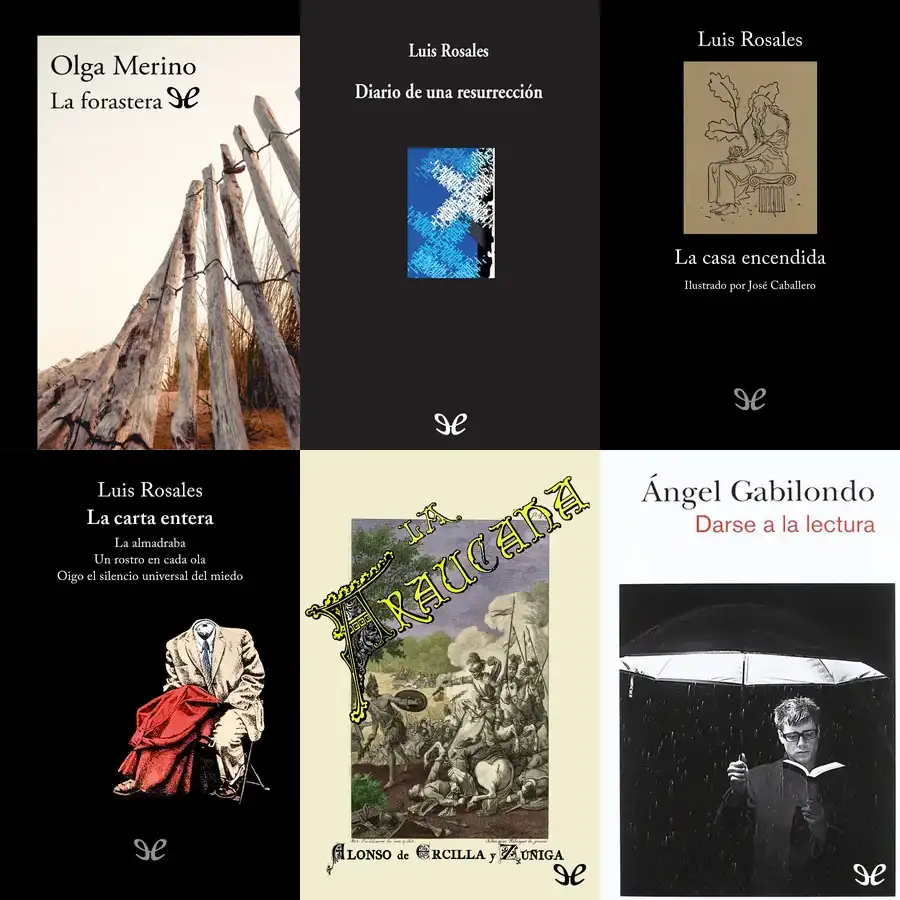 Olga Merino
La forastera
Luis Rosales
Diario de una resurrección
Luis Rosales
La casa encendida
Ilustrado por José Caballero
Luis Rosales
La carta entera
La almadraba
Un rostro en cada ola
Oigo el silencio universal del miedo
LA
ARAUCANA
ALONSO de ERCILLA y ZÚÑIGA
Ángel Gabilondo
Darse a la lectura